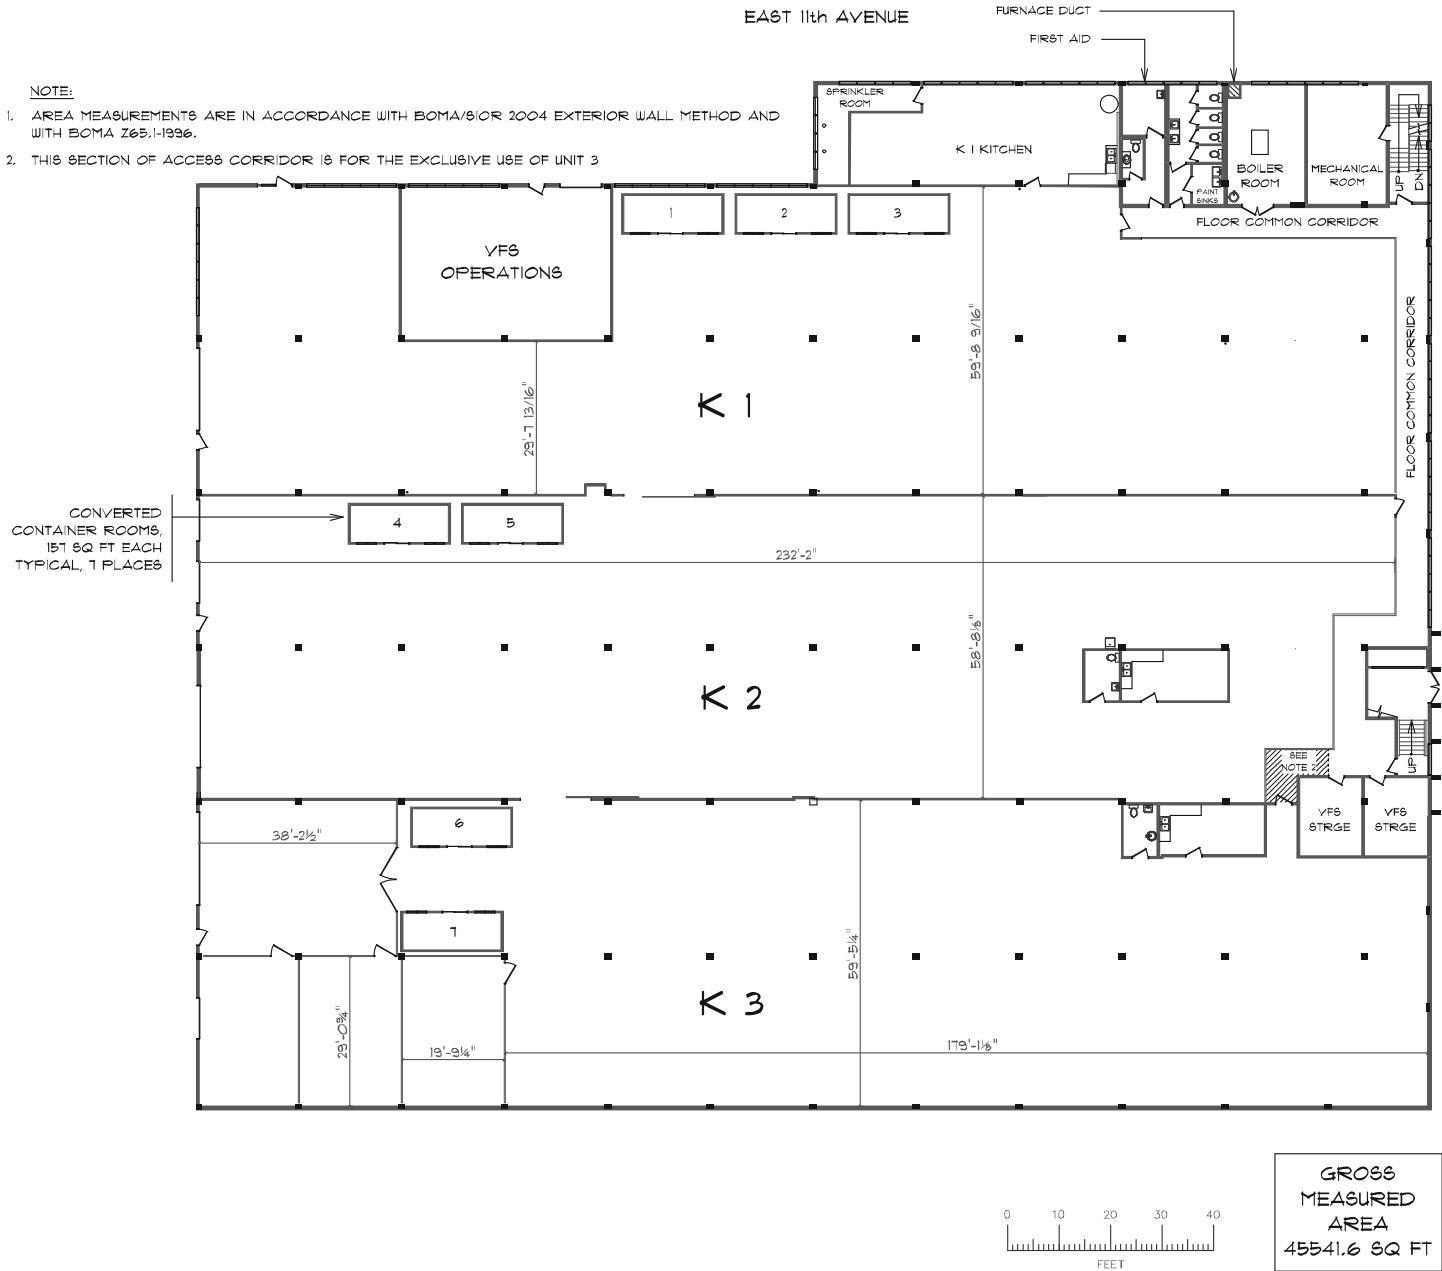 EAST 11th AVENUE
FURNACE DUCT
FIRST AID
NOTE:
1. AREA MEASUREMENTS ARE IN ACCORDANCE WITH BOMA/SIOR 2004 EXTERIOR WALL METHOD AND
WITH BOMA Z65.1-1996.
2. THIS SECTION OF ACCESS CORRIDOR IS FOR THE EXCLUSIVE USE OF UNIT 3
SPRINKLER
ROOM
K 1 KITCHEN
BOILER
ROOM
MECHANICAL
ROOM
PAINT
SINKS
UP
DN
FLOOR COMMON CORRIDOR
1
2
3
VFS
OPERATIONS
59'-8 9/16"
FLOOR COMMON CORRIDOR
29'-7 13/16"
K 1
CONVERTED
CONTAINER ROOMS,
157 SQ FT EACH
TYPICAL, 7 PLACES
4
5
232'-2"
58'-8⅛"
K 2
SEE
NOTE 2
UP
VFS
STRGE
VFS
STRGE
38'-2½"
6
7
59'-5¼"
K 3
29'-0¾"
19'-9¼"
179'-1⅛"
GROSS
MEASURED
AREA
45541.6 SQ FT
0 10 20 30 40
FEET